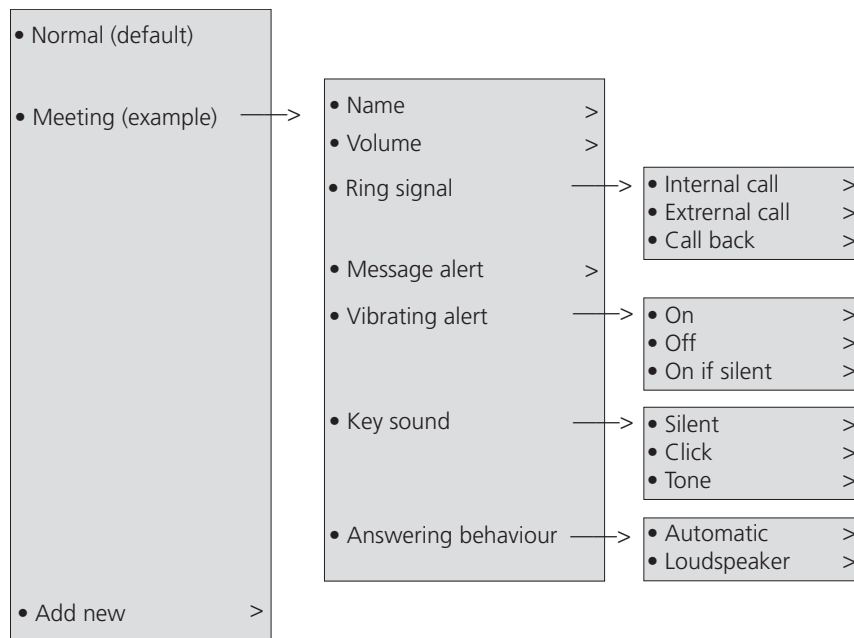 • Normal (default)
• Meeting (example) >
• Name >
• Volume >
• Ring signal >
• Internal call >
• Extrernal call >
• Call back >
• Message alert >
• Vibrating alert >
• On >
• Off >
• On if silent >
• Key sound >
• Silent >
• Click >
• Tone >
• Answering behaviour >
• Automatic >
• Loudspeaker >
• Add new >